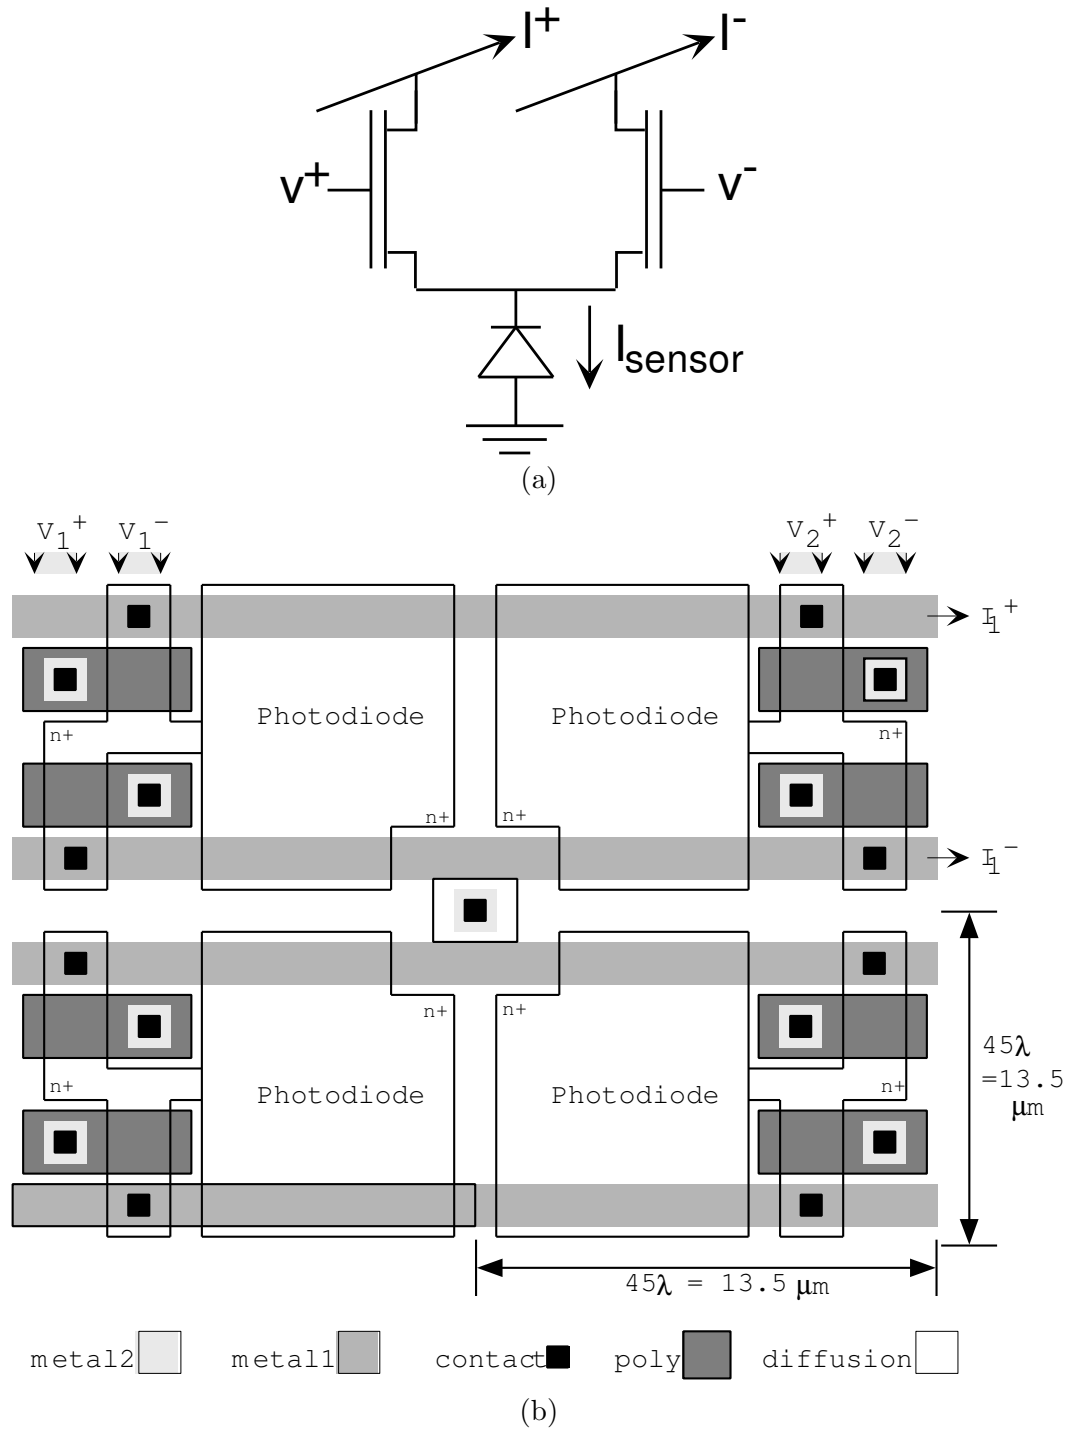 I+ I-
v+ v-
Isensor
(a)
V1+ V1- V2+ V2-
I1+
Photodiode Photodiode
n+ n+
n+ n+
I1-
n+ n+
45λ
=13.5
μm
n+ n+
Photodiode Photodiode
45λ = 13.5 μm
metal2 metal1 contact poly diffusion
(b)